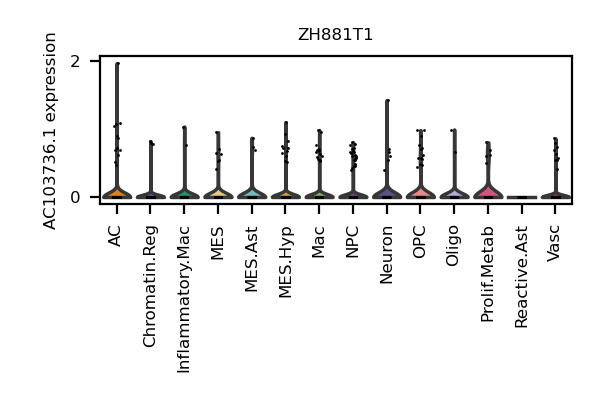 ZH881T1
AC103736.1 expression
2
0
AC
Chromatin.Reg
Inflammatory.Mac
MES
MES.Ast
MES.Hyp
Mac
NPC
Neuron
OPC
Oligo
Prolif.Metab
Reactive.Ast
Vasc